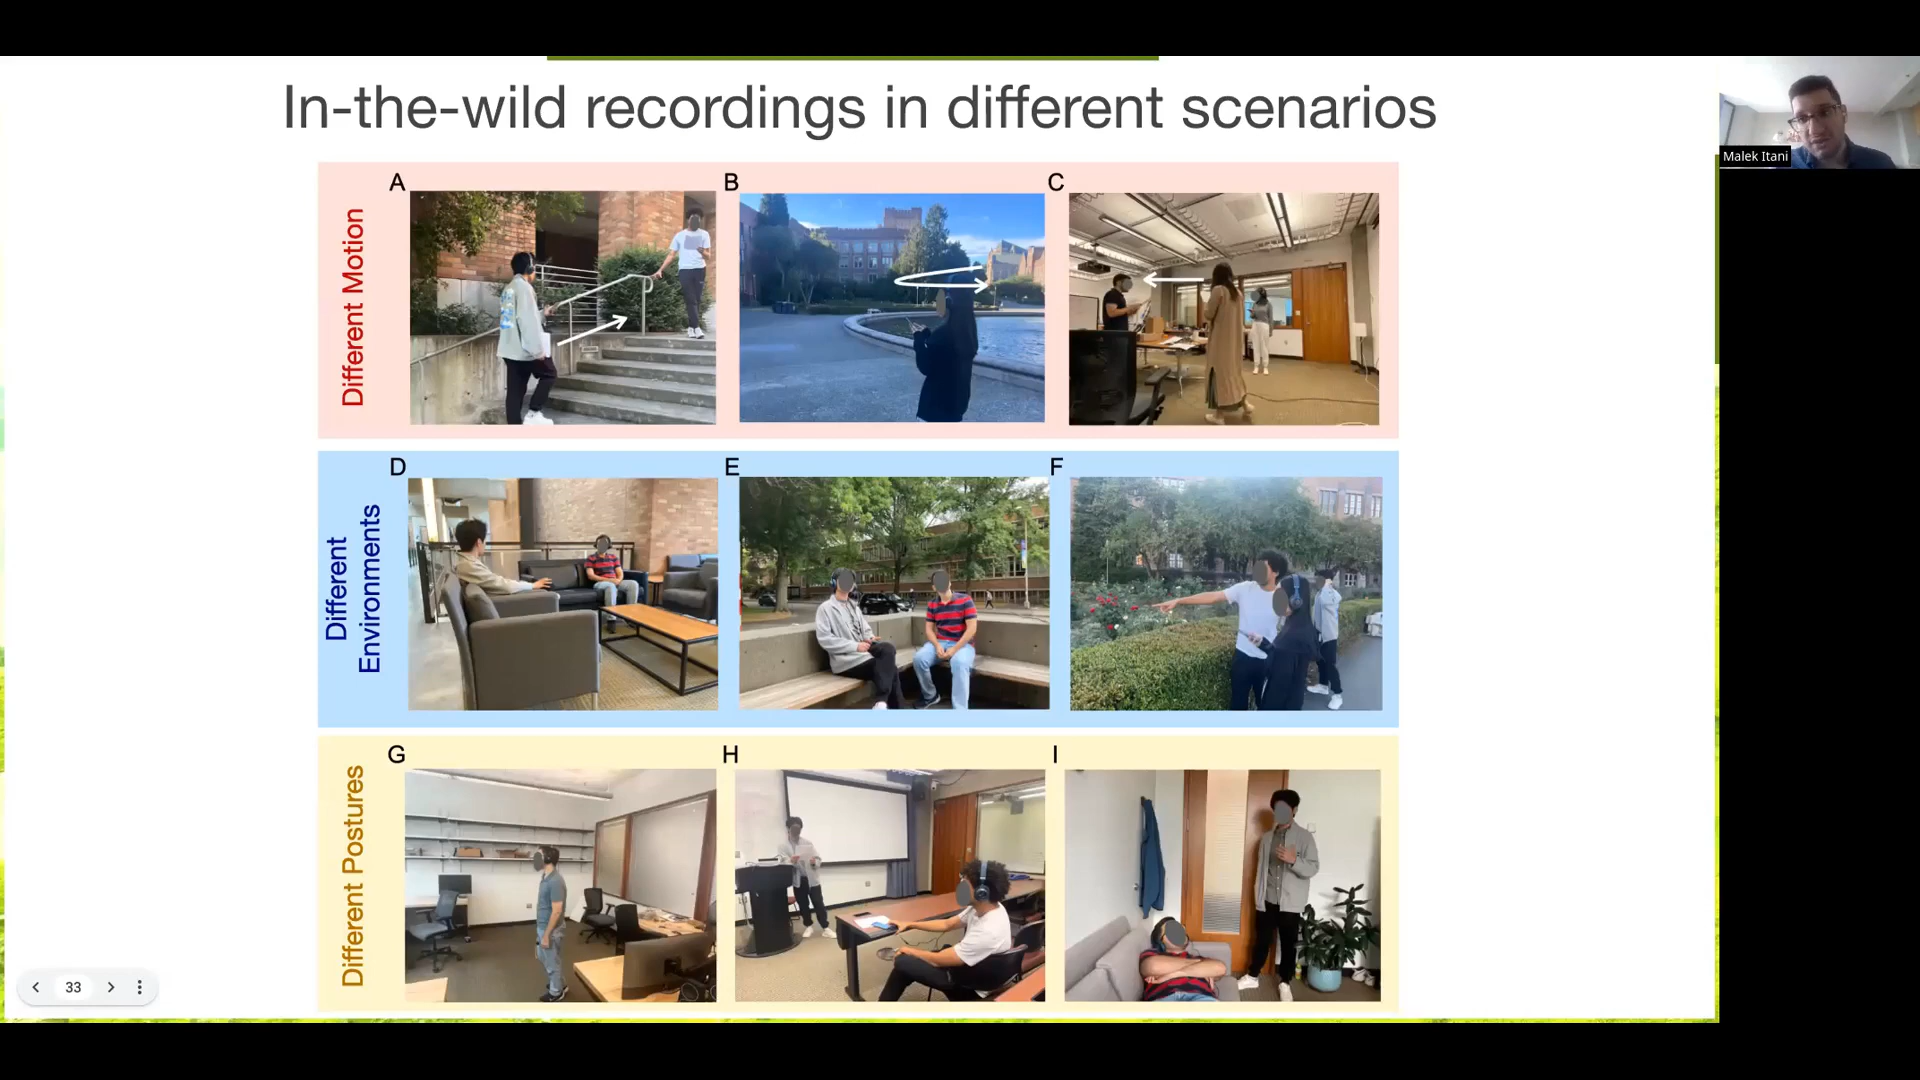 In-the-wild recordings in different scenarios
Malek Itani
Different Motion
A
B
C
Different
Environments
D
E
F
Different Postures
G
H
I
33